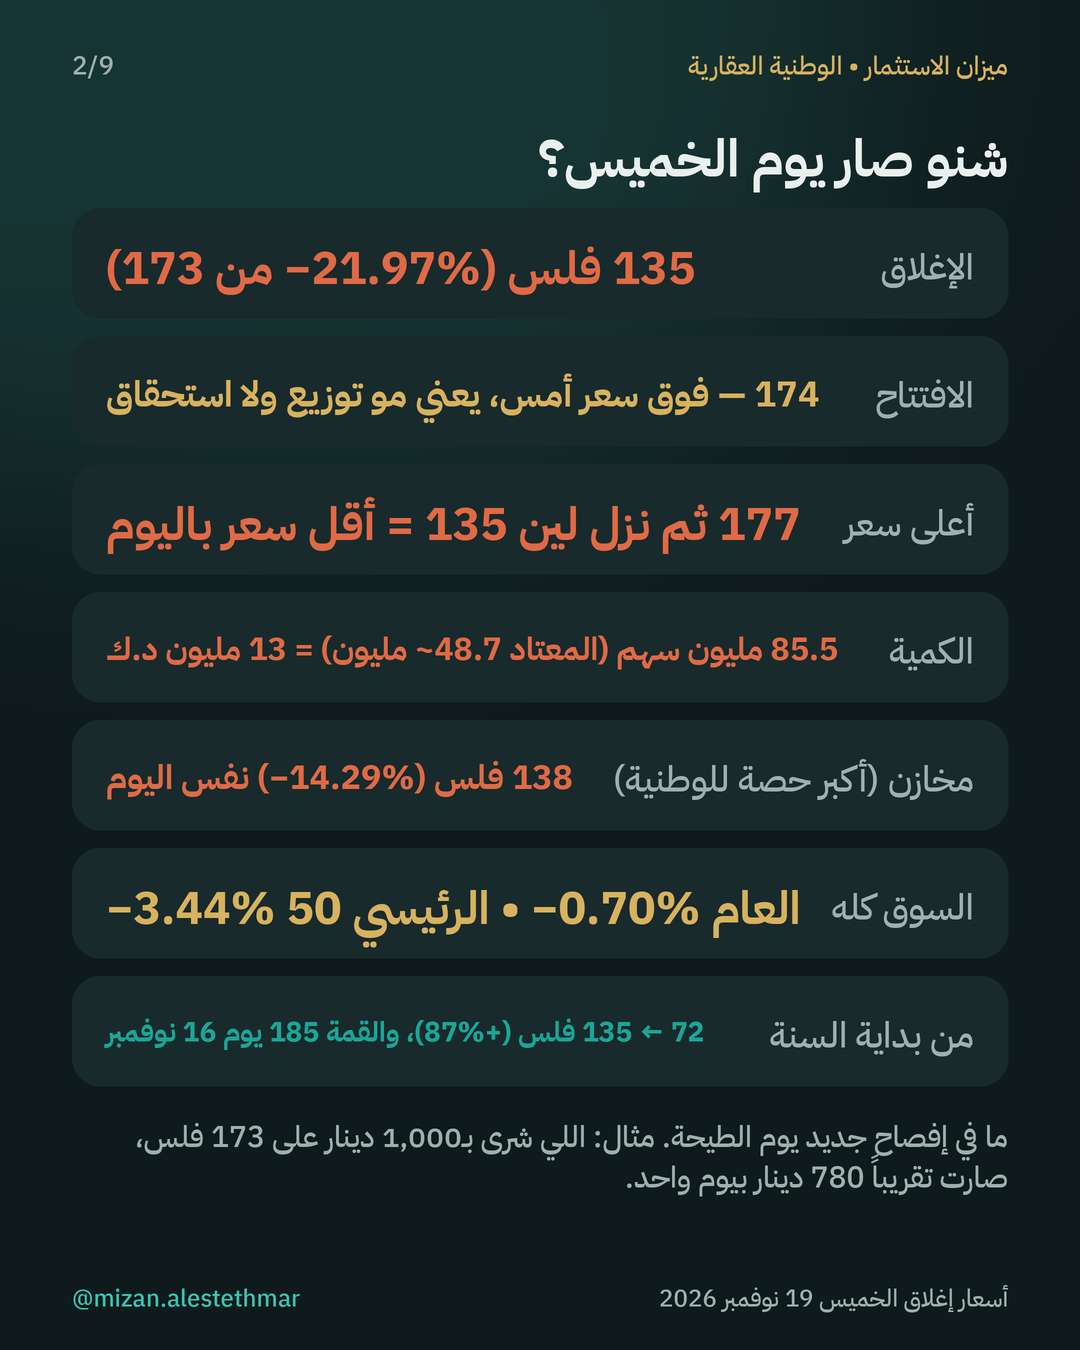 ميزان الاستثمار • الوطنية العقارية
2/9
شنو صار يوم الخميس؟
الإغلاق
135 فلس (−21.97% من 173)
الافتتاح
174 — فوق سعر أمس، يعني مو توزيع ولا استحقاق
أعلى سعر
177 ثم نزل لين 135 = أقل سعر باليوم
الكمية
85.5 مليون سهم (المعتاد ~48.7 مليون) = 13 مليون د.ك
مخازن (أكبر حصة للوطنية)
138 فلس (−14.29%) نفس اليوم
السوق كله
العام −0.70% • الرئيسي 50 −3.44%
من بداية السنة
72 ← 135 فلس (+87%)، والقمة 185 يوم 16 نوفمبر
ما في إفصاح جديد يوم الطيحة. مثال: اللي شرى بـ1,000 دينار على 173 فلس،
صارت تقريباً 780 دينار بيوم واحد.
أسعار إغلاق الخميس 19 نوفمبر 2026
@mizan.alestethmar